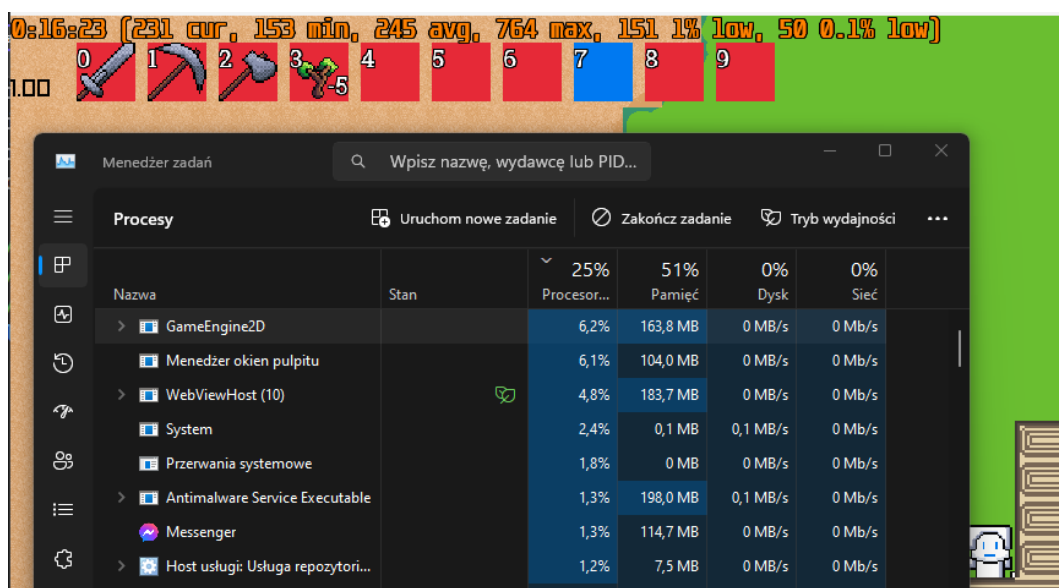 0:16:23 (231 cur, 153 min, 245 avg, 764 max, 151 1% low, 50 0.1% low)
0 1 2 3 4 5 6 7 8 9
-5
1.00
Menedżer zadań
Wpisz nazwę, wydawcę lub PID...
Procesy
Uruchom nowe zadanie
Zakończ zadanie
Tryb wydajności
25% 51% 0% 0%
Nazwa Stan Procesor... Pamięć Dysk Sieć
GameEngine2D 6,2% 163,8 MB 0 MB/s 0 Mb/s
Menedżer okien pulpitu 6,1% 104,0 MB 0 MB/s 0 Mb/s
WebViewHost (10) 4,8% 183,7 MB 0 MB/s 0 Mb/s
System 2,4% 0,1 MB 0,1 MB/s 0 Mb/s
Przerwania systemowe 1,8% 0 MB 0 MB/s 0 Mb/s
Antimalware Service Executable 1,3% 198,0 MB 0,1 MB/s 0 Mb/s
Messenger 1,3% 114,7 MB 0 MB/s 0 Mb/s
Host usługi: Usługa repozytori... 1,2% 7,5 MB 0 MB/s 0 Mb/s